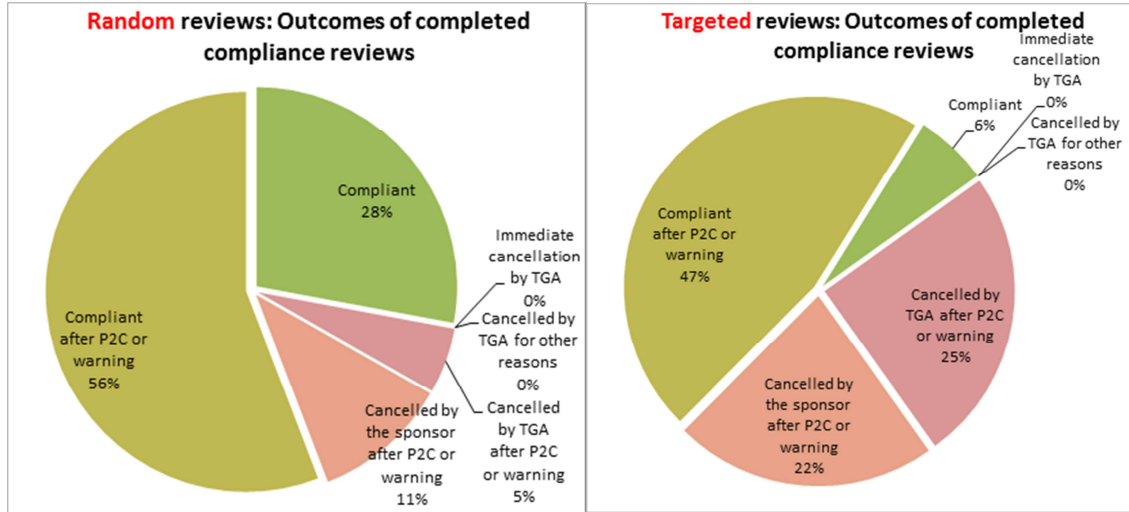 Random reviews: Outcomes of completed
compliance reviews
Compliant
28%
Immediate
cancellation
by TGA
0%
Cancelled by
TGA for other
reasons
0%
Cancelled
by TGA
after P2C
or warning
5%
Cancelled by
the sponsor
after P2C or
warning
11%
Compliant
after P2C or
warning
56%
Targeted reviews: Outcomes of completed
compliance reviews
Immediate
cancellation
by TGA
0%
Compliant
6%
Cancelled by
TGA for other
reasons
0%
Cancelled by
TGA after P2C
or warning
25%
Cancelled by
the sponsor
after P2C or
warning
22%
Compliant
after P2C or
warning
47%